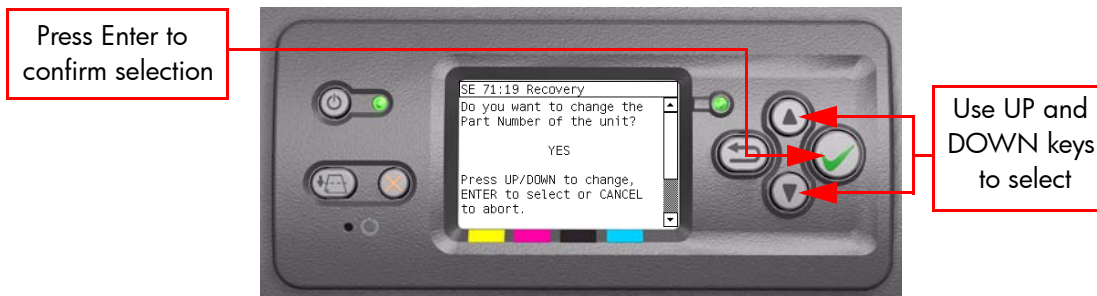 Press Enter to
confirm selection
SE 71:19 Recovery
Do you want to change the
Part Number of the unit?
YES
Press UP/DOWN to change,
ENTER to select or CANCEL
to abort.
Use UP and
DOWN keys
to select